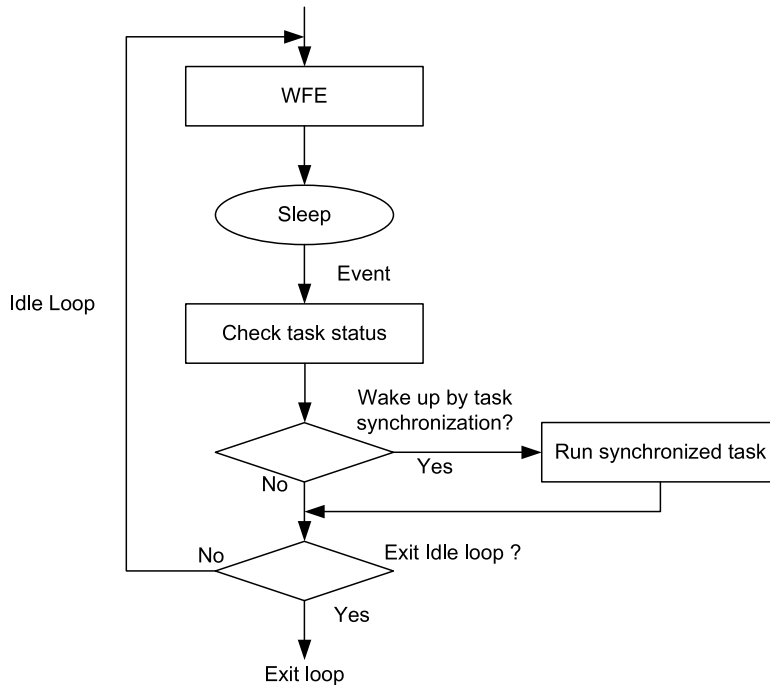 WFE
Sleep
Event
Idle Loop
Check task status
Wake up by task
synchronization?
Run synchronized task
Yes
No
No
Exit Idle loop ?
Yes
Exit loop